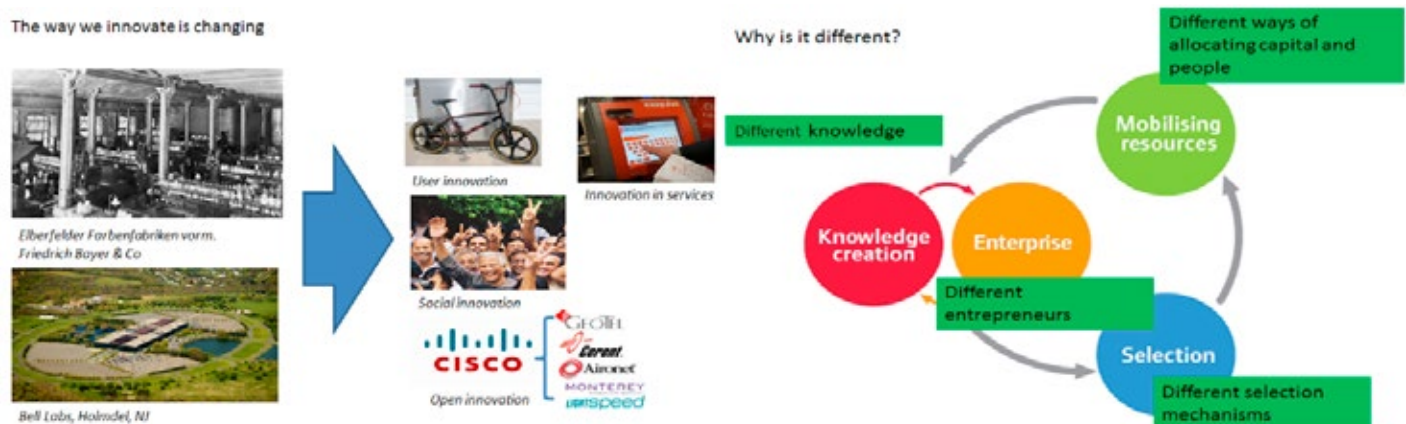 The way we innovate is changing
Elberfelder Farbenfabriken vorm.
Friedrich Bayer & Co
Bell Labs, Holmdel, NJ
User innovation
Innovation in services
Social innovation
CISCO
GEOTEL
Cerent
Aironet
MONTEREY
LIGHTspeed
Open innovation
Why is it different?
Different ways of
allocating capital and
people
Different knowledge
Mobilising
resources
Knowledge
creation
Enterprise
Different
entrepreneurs
Selection
Different selection
mechanisms